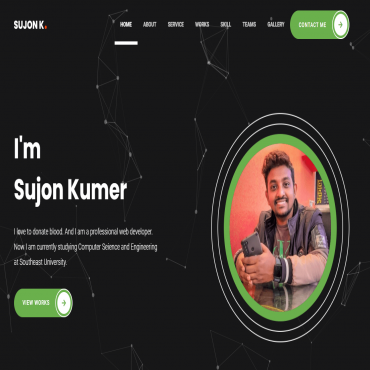 SUJON K.
HOME ABOUT SERVICE WORKS SKILL TEAMS GALLERY CONTACT ME
I'm
Sujon Kumer
I love to donate blood. And I am a professional web developer.
Now I am currently studying Computer Seience and Engineering
at Southeast University.
VIEW WORKS